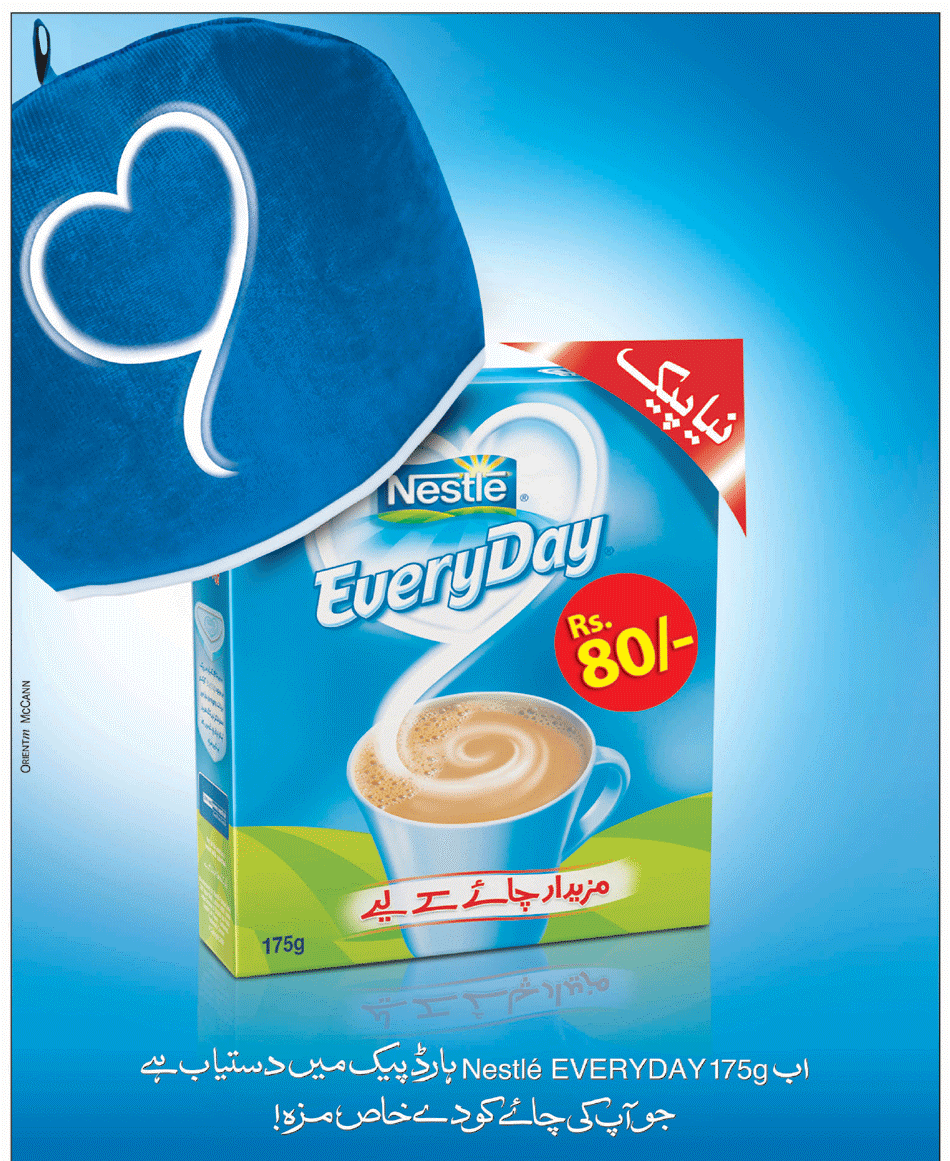 نیا پیک
Nestlé ®
EveryDay
Rs.
80/-
مزیدار چائے کے لیے
175g
ORIENTm McCANN
اب Nestlé EVERYDAY 175g ہارڈ پیک میں دستیاب ہے
جو آپ کی چائے کو دے خاص مزہ!